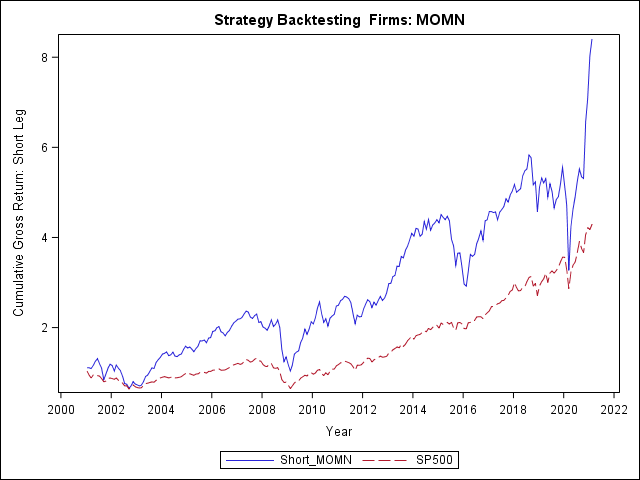 Strategy Backtesting  Firms: MOMN
Cumulative Gross Return: Short Leg
8
6
4
2
2000 2002 2004 2006 2008 2010 2012 2014 2016 2018 2020 2022
Year
Short_MOMN SP500